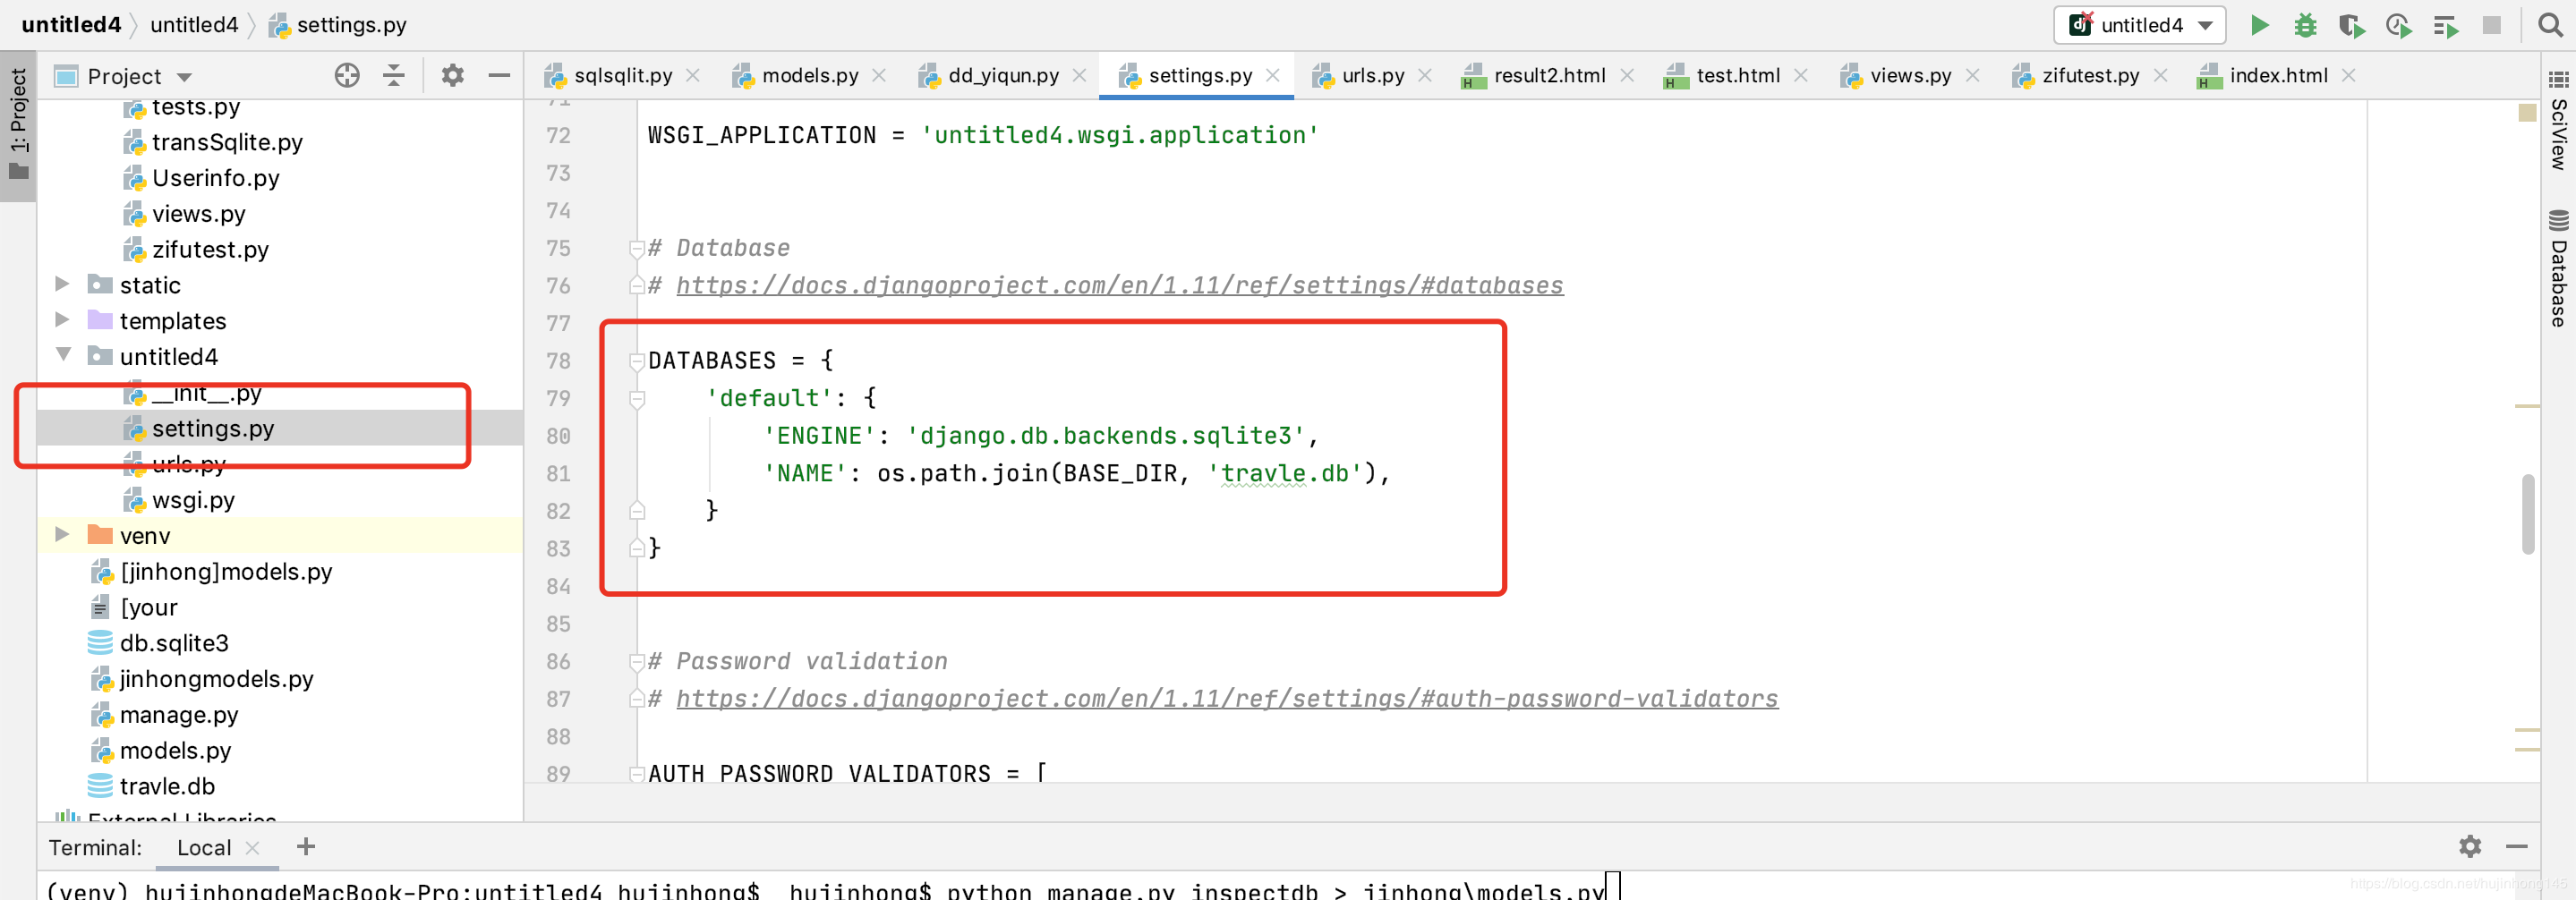 untitled4 untitled4 settings.py
untitled4
1: Project
Project
sqlsqlit.py models.py dd_yiqun.py settings.py urls.py result2.html test.html views.py zifutest.py index.html
tests.py
transSqlite.py
Userinfo.py
views.py
zifutest.py
static
templates
untitled4
__init__.py
settings.py
urls.py
wsgi.py
venv
[jinhong]models.py
[your
db.sqlite3
jinhongmodels.py
manage.py
models.py
travle.db
External Libraries
71
72 WSGI_APPLICATION = 'untitled4.wsgi.application'
73
74
75 # Database
76 # https://docs.djangoproject.com/en/1.11/ref/settings/#databases
77
78 DATABASES = {
79 'default': {
80 'ENGINE': 'django.db.backends.sqlite3',
81 'NAME': os.path.join(BASE_DIR, 'travle.db'),
82 }
83 }
84
85
86 # Password validation
87 # https://docs.djangoproject.com/en/1.11/ref/settings/#auth-password-validators
88
89 AUTH_PASSWORD_VALIDATORS = [
SciView
Database
Terminal: Local +
(venv) hujinhongdeMacBook-Pro:untitled4 hujinhong$ hujinhong$ python manage.py inspectdb > jinhong\models.py
https://blog.csdn.net/hujinhong145